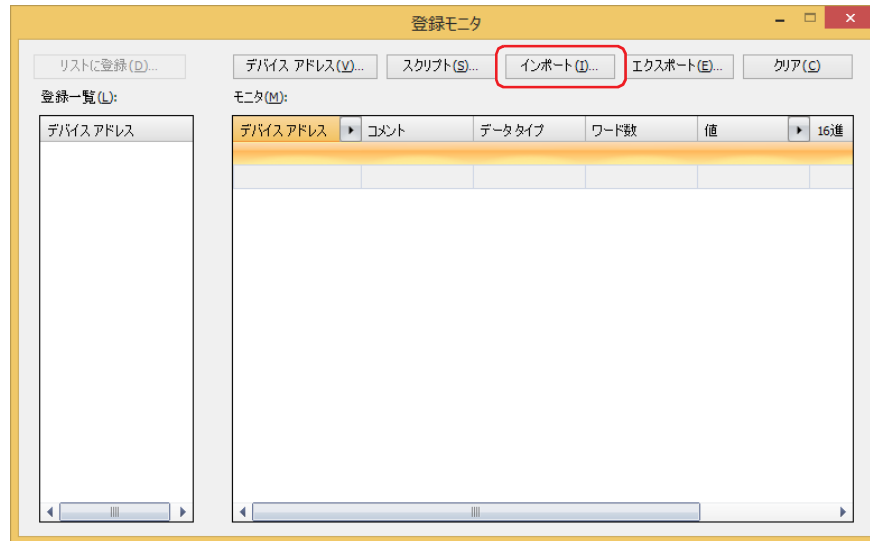 登録モニタ
リストに登録(D)... デバイス アドレス(V)... スクリプト(S)... インポート(I)... エクスポート(E)... クリア(C)
登録一覧(L): モニタ(M):
デバイス アドレス デバイス アドレス コメント データ タイプ ワード数 値 16進